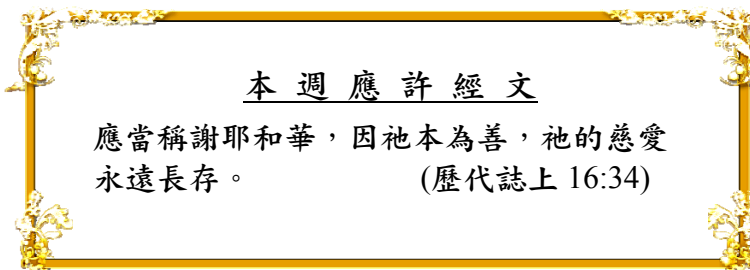 本 週 應 許 經 文
應當稱謝耶和華，因祂本為善，祂的慈愛
永遠長存。 (歷代誌上 16:34)